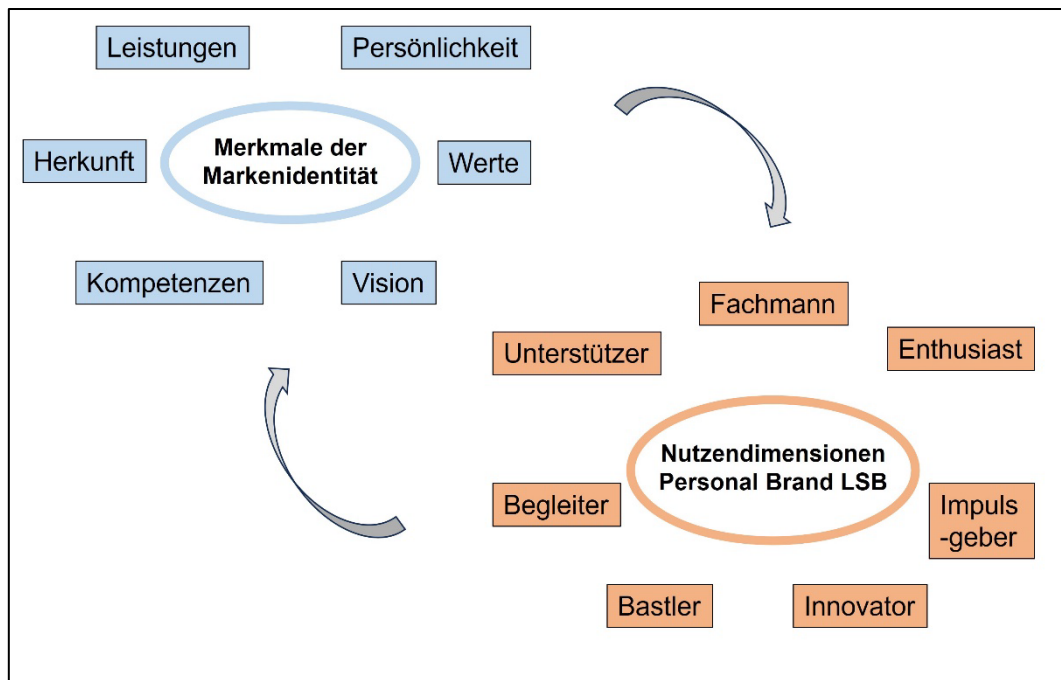 Leistungen
Persönlichkeit
Herkunft
Merkmale der
Markenidentität
Werte
Kompetenzen
Vision
Fachmann
Unterstützer
Enthusiast
Nutzendimensionen
Personal Brand LSB
Begleiter
Impuls
-geber
Bastler
Innovator